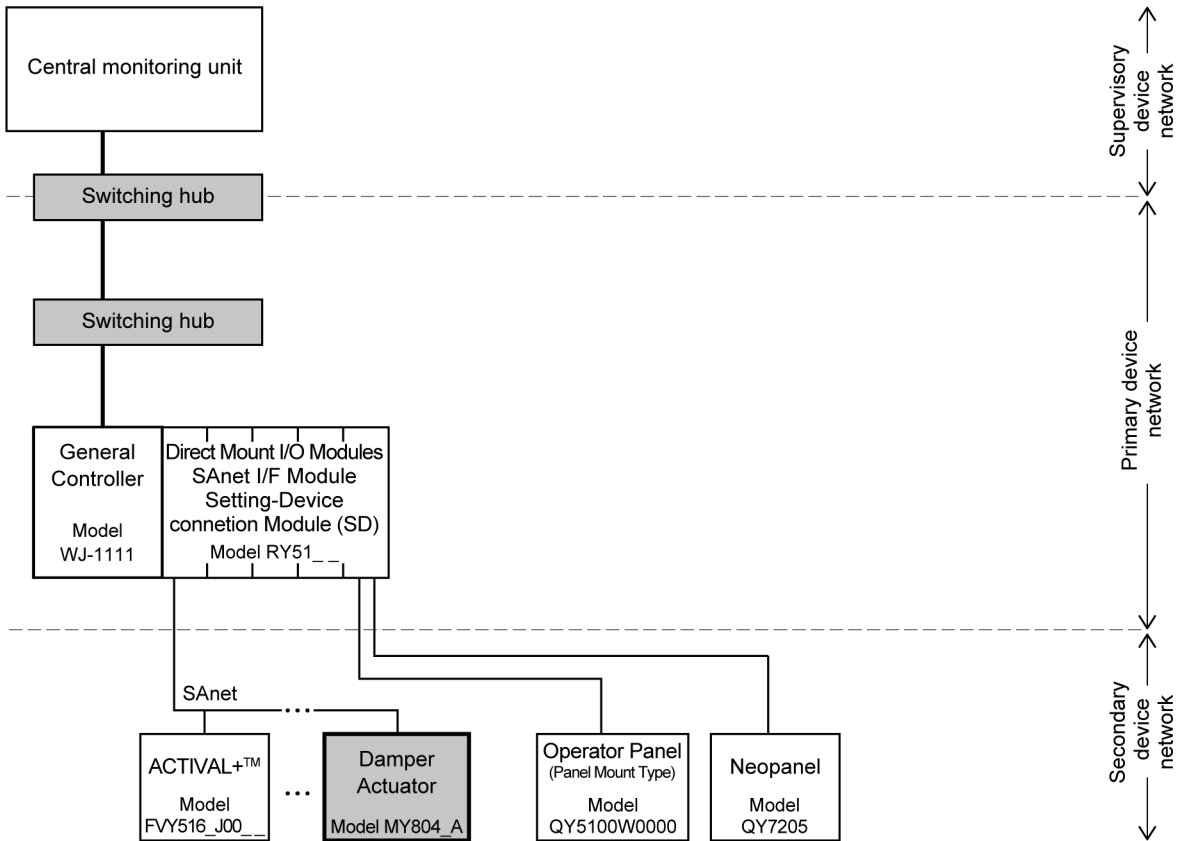 Central monitoring unit
Supervisory
device
network
Switching hub
Switching hub
Primary device
network
General
Controller
Model
WJ-1111
Direct Mount I/O Modules
SAnet I/F Module
Setting-Device
connetion Module (SD)
Model RY51_ _
SAnet
...
ACTIVAL+™
Model
FVY516_J00_ _
...
Damper
Actuator
Model MY804_A
Operator Panel
(Panel Mount Type)
Model
QY5100W0000
Neopanel
Model
QY7205
Secondary
device
network